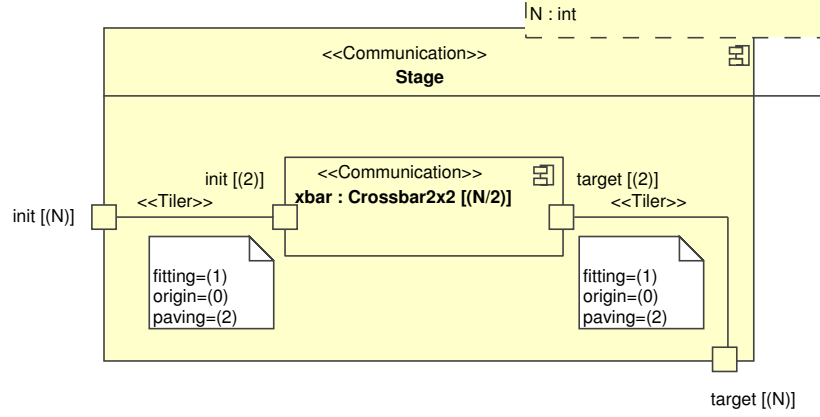 N : int
<<Communication>>
Stage
init [(2)]
<<Communication>>
target [(2)]
xbar : Crossbar2x2 [(N/2)]
<<Tiler>>
<<Tiler>>
init [(N)]
fitting=(1)
origin=(0)
paving=(2)
fitting=(1)
origin=(0)
paving=(2)
target [(N)]